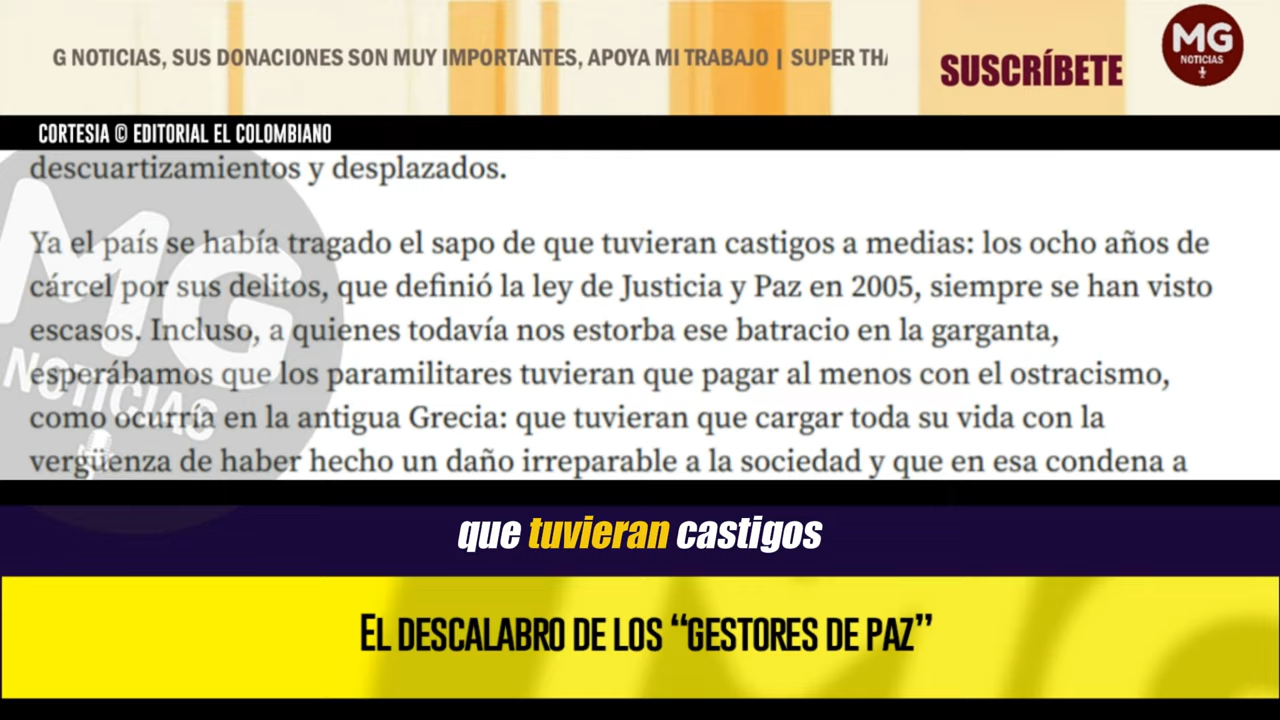 G NOTICIAS, SUS DONACIONES SON MUY IMPORTANTES, APOYA MI TRABAJO | SUPER THA
SUSCRÍBETE
MG
NOTICIAS
CORTESIA © EDITORIAL EL COLOMBIANO
descuartizamientos y desplazados.
Ya el país se había tragado el sapo de que tuvieran castigos a medias: los ocho años de
cárcel por sus delitos, que definió la ley de Justicia y Paz en 2005, siempre se han visto
escasos. Incluso, a quienes todavía nos estorba ese batracio en la garganta,
esperábamos que los paramilitares tuvieran que pagar al menos con el ostracismo,
como ocurría en la antigua Grecia: que tuvieran que cargar toda su vida con la
vergüenza de haber hecho un daño irreparable a la sociedad y que en esa condena a
MG
NOTICIAS
que tuvieran castigos
EL DESCALABRO DE LOS “GESTORES DE PAZ”